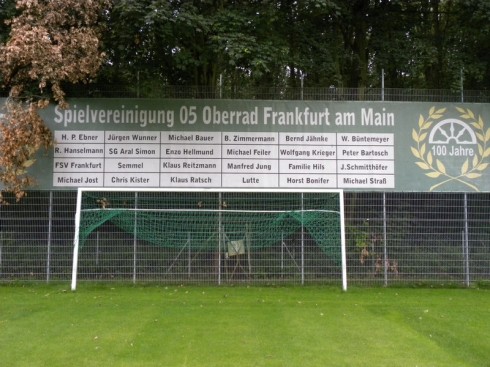 Spielvereinigung 05 Oberrad Frankfurt am Main
H. P. Ebner Jürgen Wunner Michael Bauer B. Zimmermann Bernd Jähnke W. Büntemeyer
R. Hanselmann SG Aral Simon Enzo Hellmund Michael Feiler Wolfgang Krieger Peter Bartosch
FSV Frankfurt Semmel Klaus Reitzmann Manfred Jung Familie Hils J.Schmitthöfer
Michael Jost Chris Kister Klaus Ratsch Lutte Horst Bonifer Michael Straß
100 Jahre